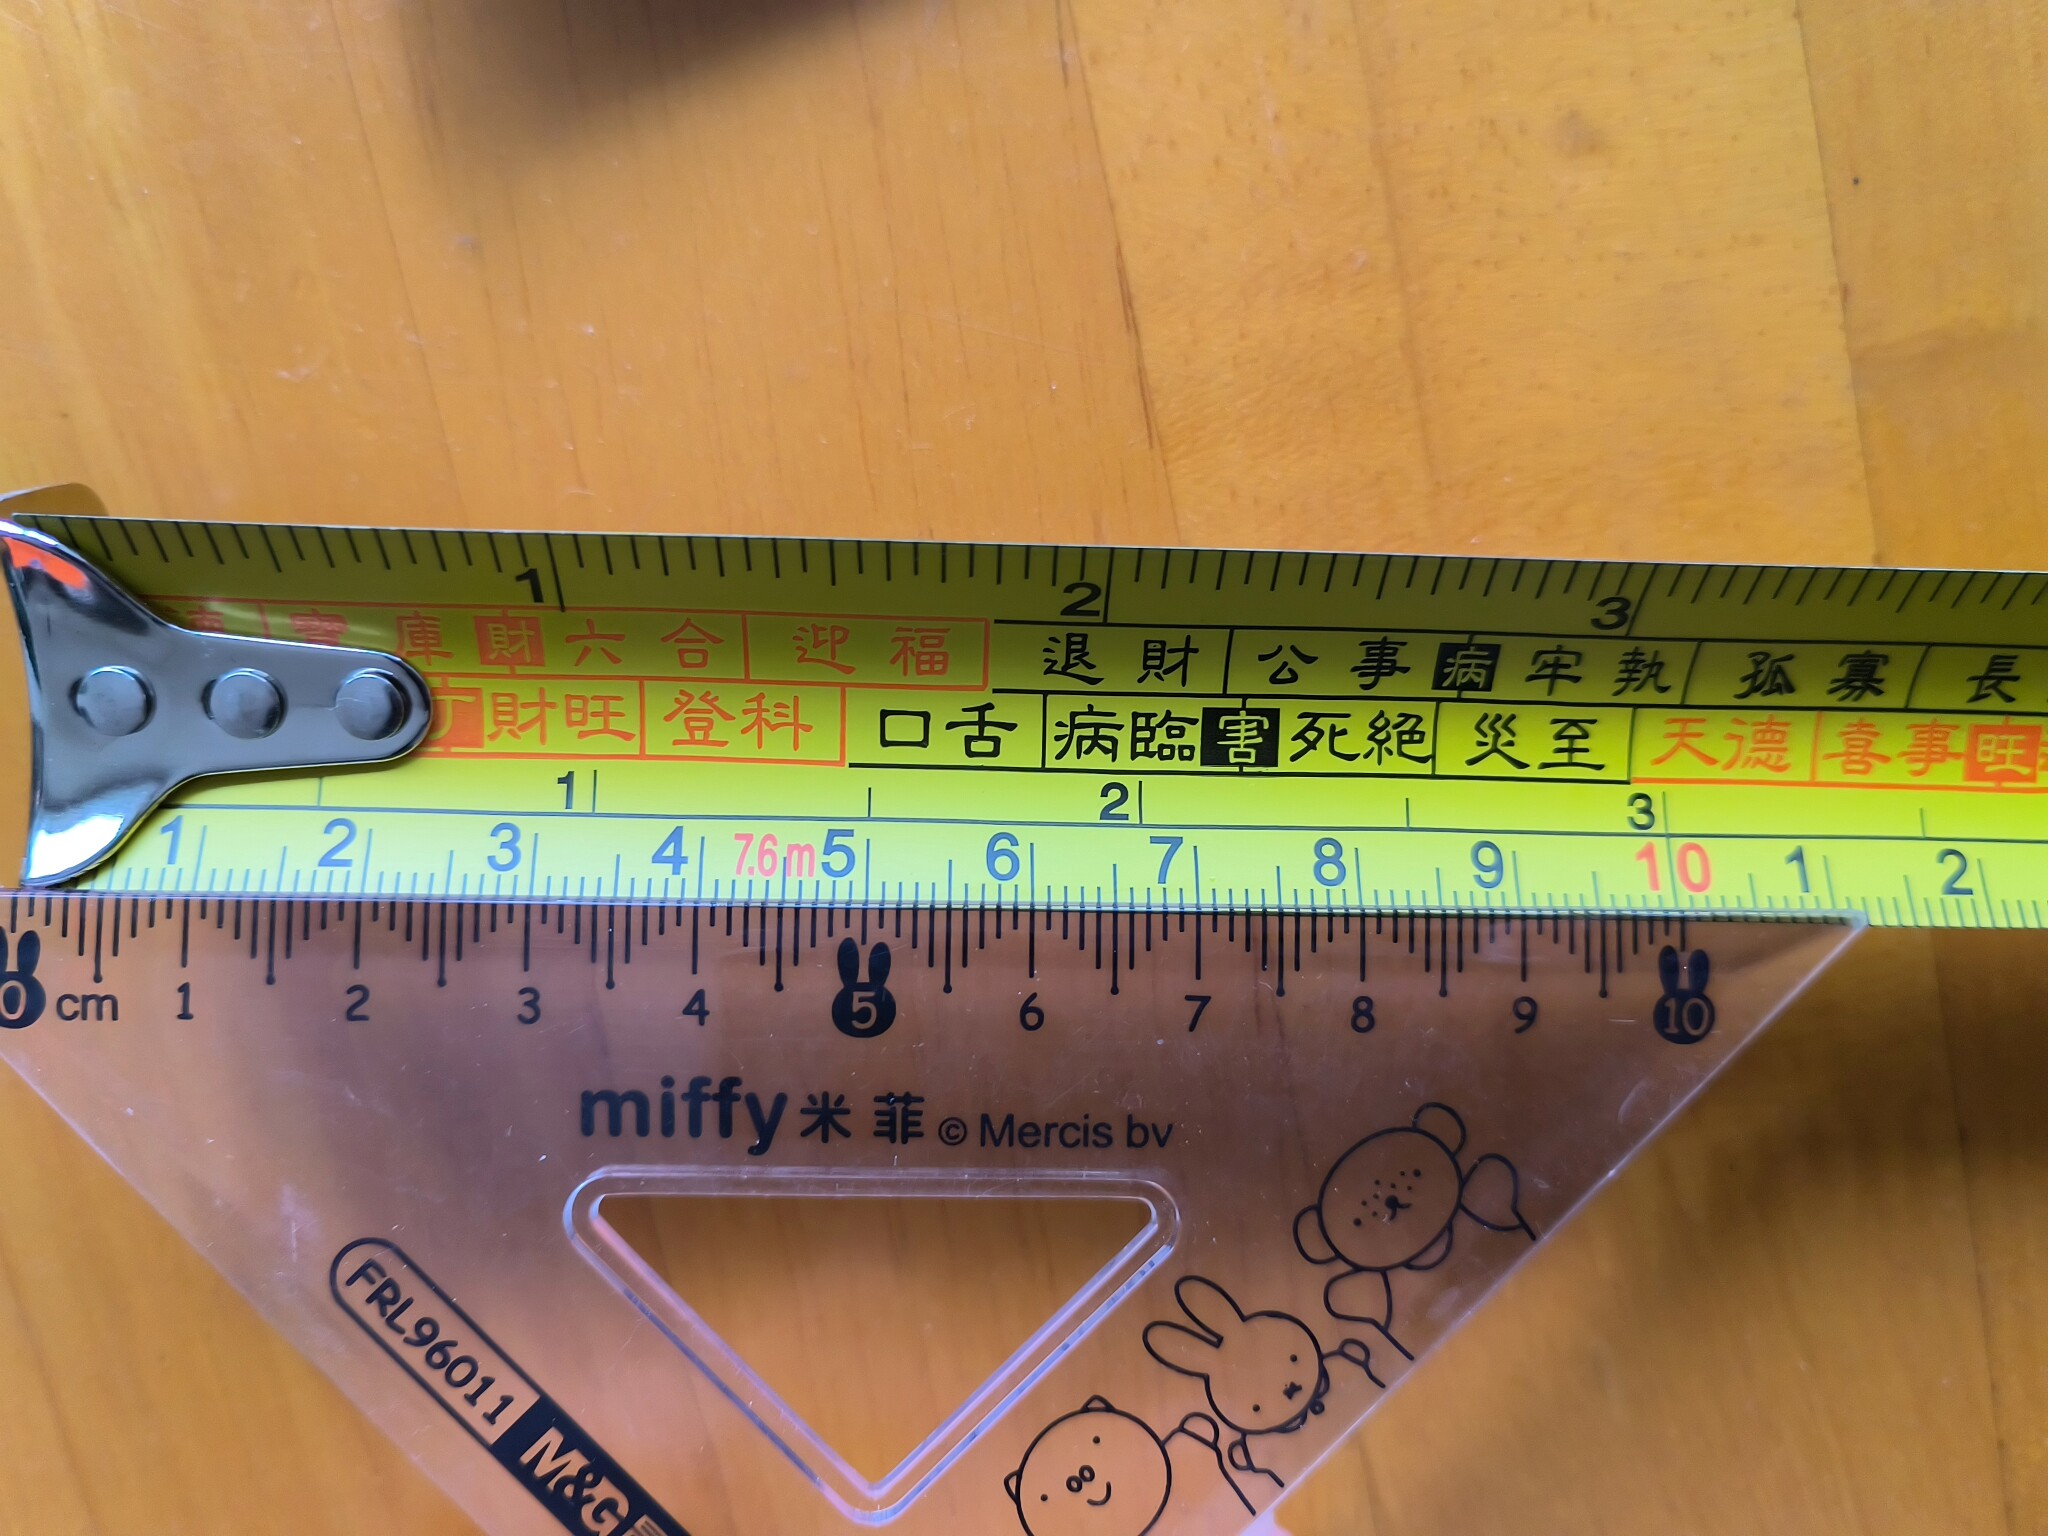 1 2 3
庫 財 六 合 迎 福 退 財 公 事 病 牢 執 孤 寡 長
財旺 登科 口舌 病臨 害 死絕 災至 天德 喜事 旺
1 2 3
1 2 3 4 7.6m 5 6 7 8 9 10 1 2
0 cm 1 2 3 4 5 6 7 8 9 10
miffy 米菲 © Mercis bv
FRL96011 M&G